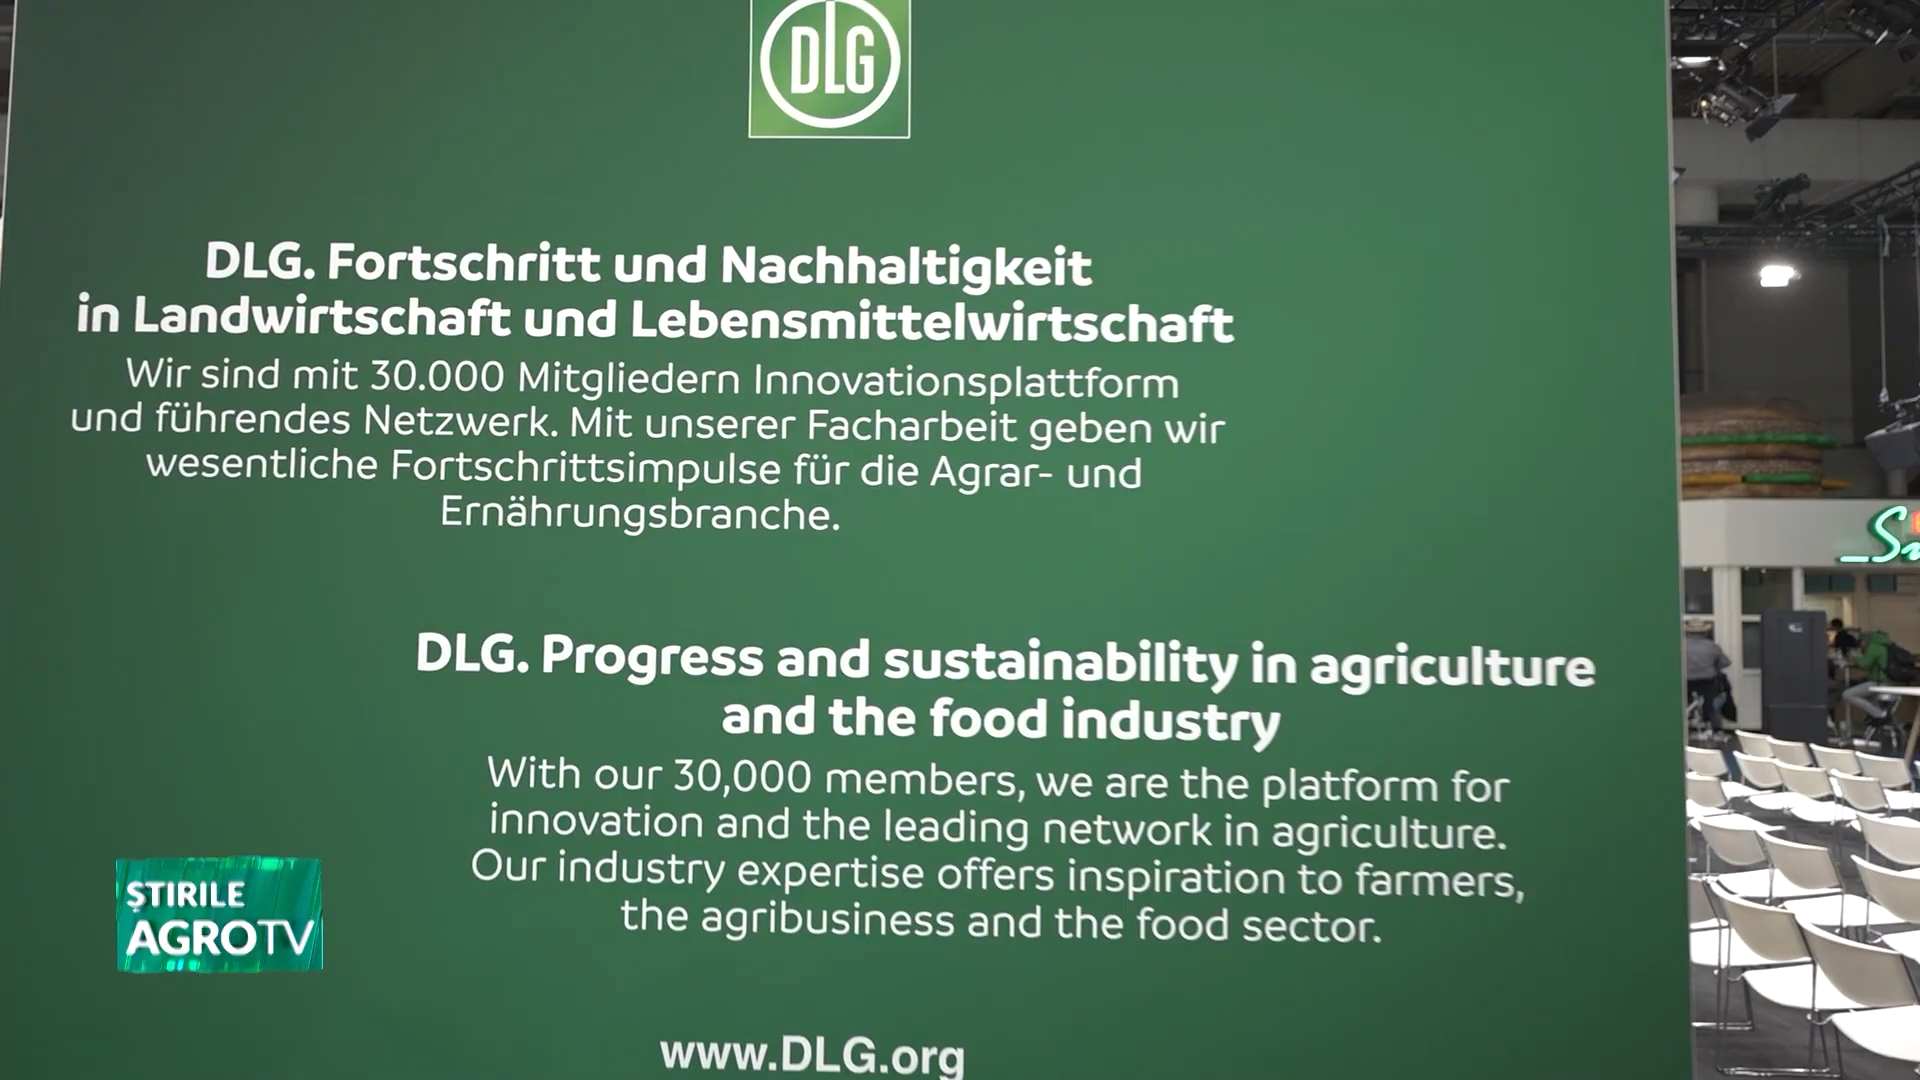 DLG
DLG. Fortschritt und Nachhaltigkeit
in Landwirtschaft und Lebensmittelwirtschaft
Wir sind mit 30.000 Mitgliedern Innovationsplattform
und führendes Netzwerk. Mit unserer Facharbeit geben wir
wesentliche Fortschrittsimpulse für die Agrar- und
Ernährungsbranche.
DLG. Progress and sustainability in agriculture
and the food industry
With our 30,000 members, we are the platform for
innovation and the leading network in agriculture.
Our industry expertise offers inspiration to farmers,
the agribusiness and the food sector.
www.DLG.org
ȘTIRILE
AGROTV